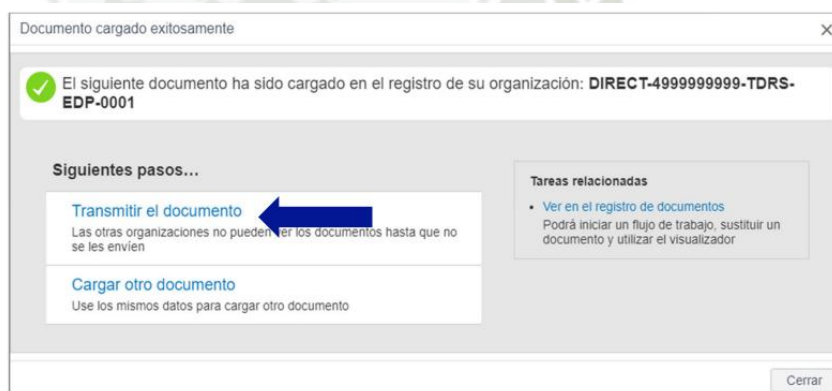 Documento cargado exitosamente
El siguiente documento ha sido cargado en el registro de su organización: DIRECT-4999999999-TDRS-
EDP-0001
Siguientes pasos...
Transmitir el documento
Las otras organizaciones no pueden ver los documentos hasta que no
se les envíen
Cargar otro documento
Use los mismos datos para cargar otro documento
Tareas relacionadas
• Ver en el registro de documentos
Podrá iniciar un flujo de trabajo, sustituir un
documento y utilizar el visualizador
Cerrar